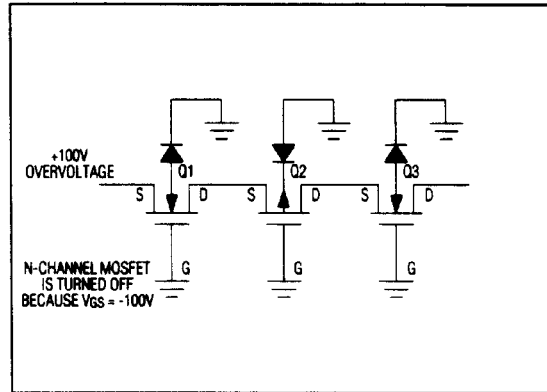 +100V
OVERVOLTAGE
Q1
Q2
Q3
S
D
S
D
S
D
G
G
G
N-CHANNEL MOSFET
IS TURNED OFF
BECAUSE VGS = -100V